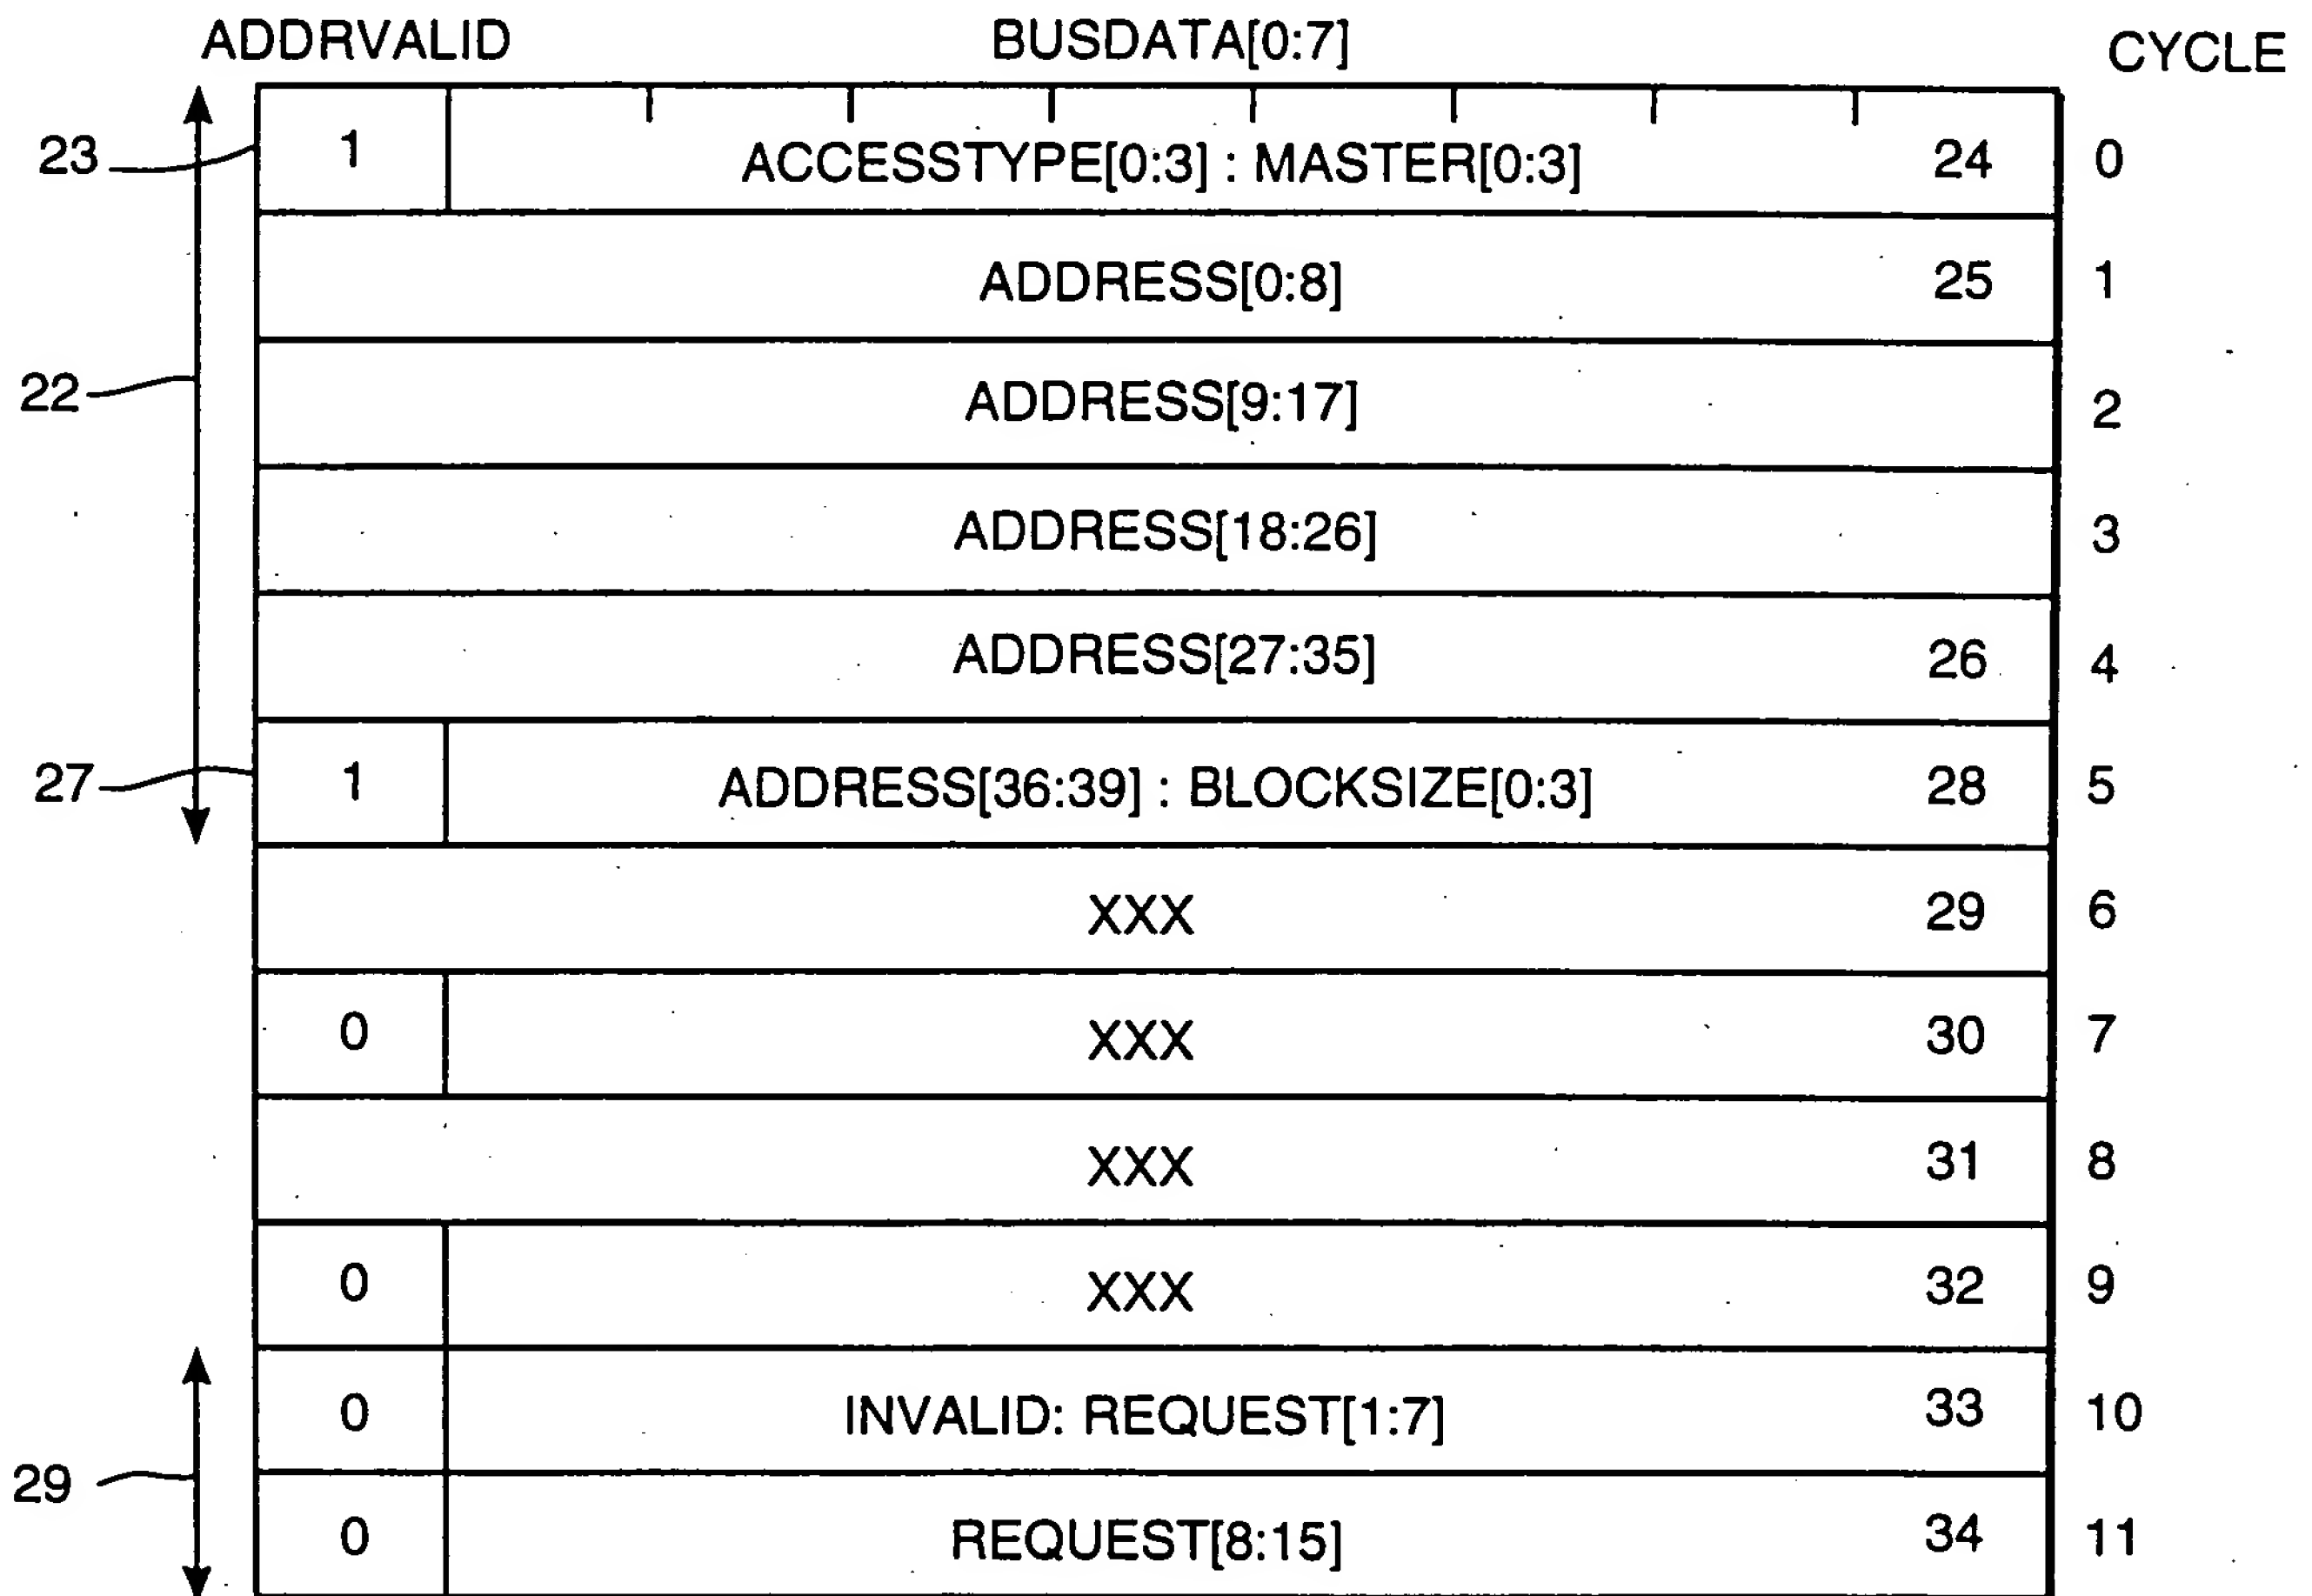 ADDRVALID BUSDATA[0:7] CYCLE
23 1 ACCESSTYPE[0:3] : MASTER[0:3] 24 0
ADDRESS[0:8] 25 1
22 ADDRESS[9:17] 2
ADDRESS[18:26] 3
ADDRESS[27:35] 26 4
27 1 ADDRESS[36:39] : BLOCKSIZE[0:3] 28 5
XXX 29 6
0 XXX 30 7
XXX 31 8
0 XXX 32 9
0 INVALID: REQUEST[1:7] 33 10
29 0 REQUEST[8:15] 34 11